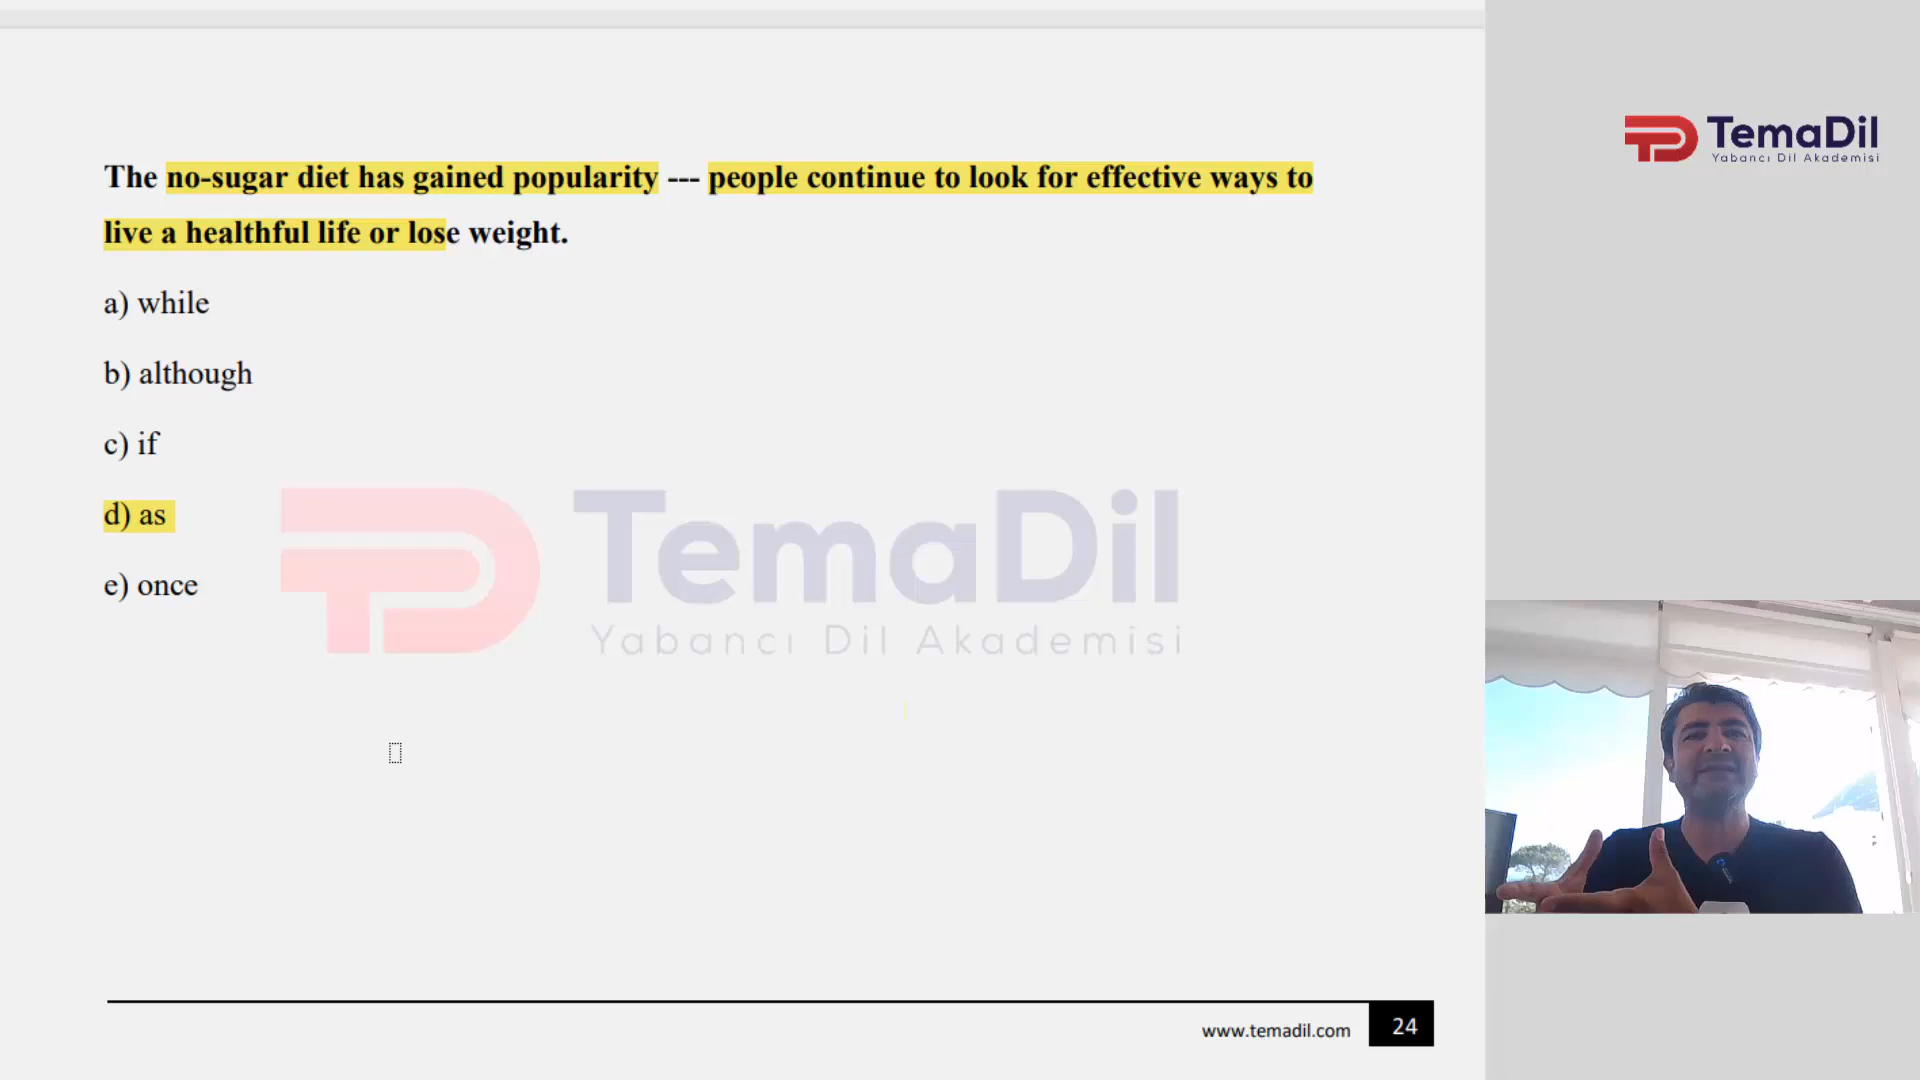 The no-sugar diet has gained popularity --- people continue to look for effective ways to
live a healthful life or lose weight.
a) while
b) although
c) if
d) as
e) once
TemaDil
Yabancı Dil Akademisi
www.temadil.com
24
TemaDil
Yabancı Dil Akademisi